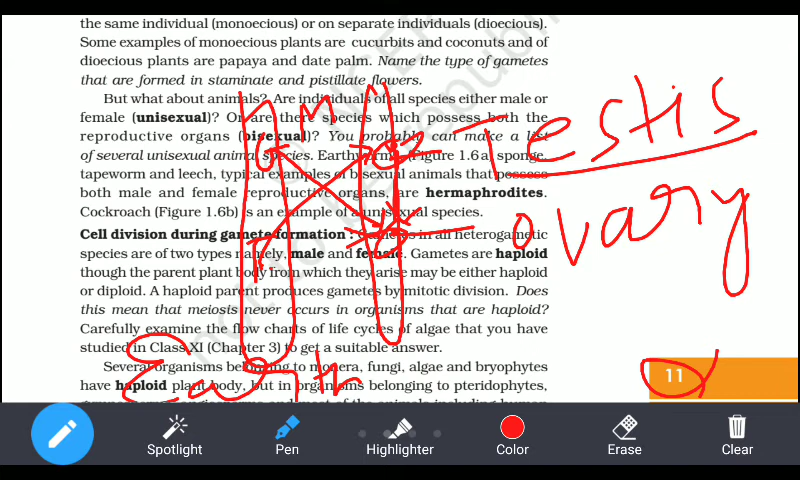 the same individual (monoecious) or on separate individuals (dioecious).
Some examples of monoecious plants are cucurbits and coconuts and of
dioecious plants are papaya and date palm. Name the type of gametes
that are formed in staminate and pistillate flowers.
But what about animals? Are individuals of all species either male or
female (unisexual)? Or are there species which possess both the
reproductive organs (bisexual)? You probably can make a list
of several unisexual animal species. Earthworm, (Figure 1.6a) sponge,
tapeworm and leech, typical examples of bisexual animals that possess
both male and female reproductive organs, are hermaphrodites.
Cockroach (Figure 1.6b) is an example of a unisexual species.
Cell division during gamete formation : Gametes in all heterogametic
species are of two types namely, male and female. Gametes are haploid
though the parent plant body from which they arise may be either haploid
or diploid. A haploid parent produces gametes by mitotic division. Does
this mean that meiosis never occurs in organisms that are haploid?
Carefully examine the flow charts of life cycles of algae that you have
studied in Class XI (Chapter 3) to get a suitable answer.
Several organisms belonging to monera, fungi, algae and bryophytes
have haploid plant body, but in organisms belonging to pteridophytes,
Testis
ovary
Earth
11
Spotlight
Pen
Highlighter
Color
Erase
Clear